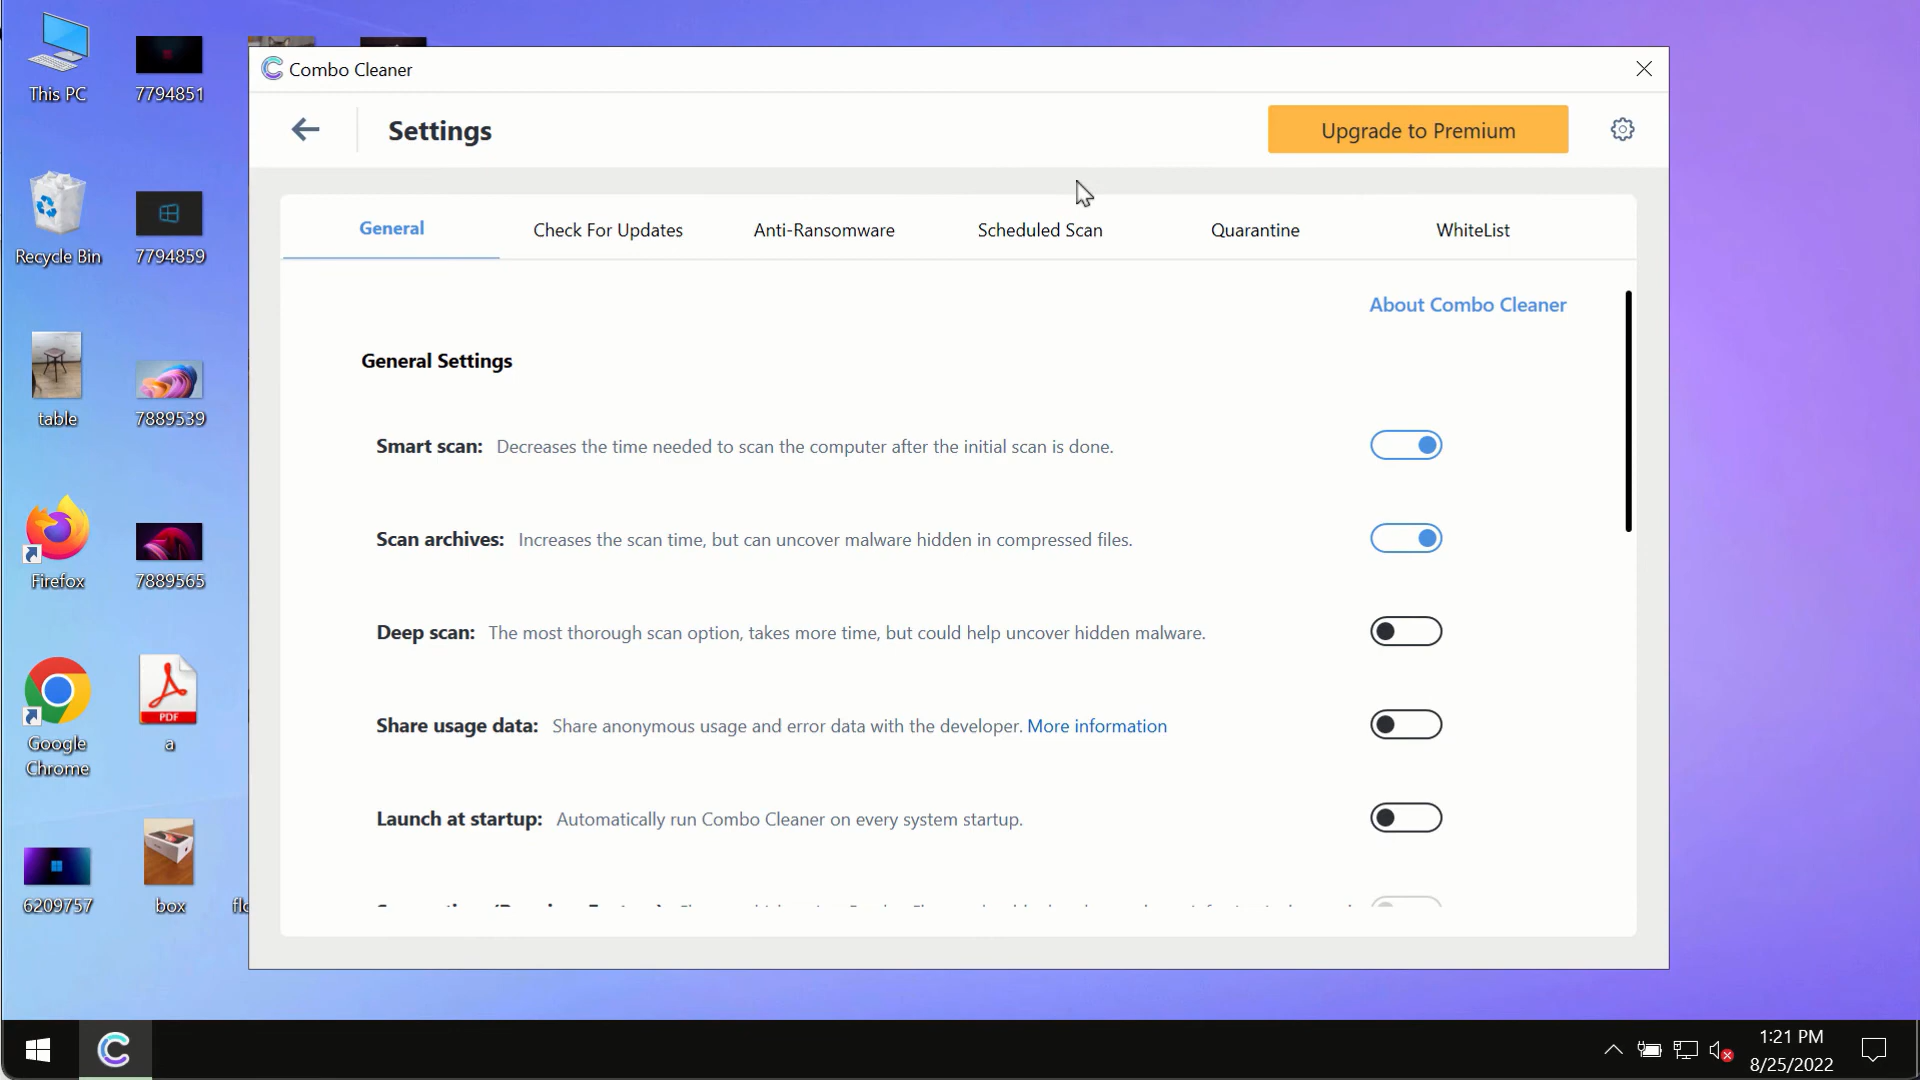 This PC
7794851
Recycle Bin
7794859
table
7889539
Firefox
7889565
Google
Chrome
PDF
a
6209757
box
Combo Cleaner
Settings
Upgrade to Premium
General
Check For Updates
Anti-Ransomware
Scheduled Scan
Quarantine
WhiteList
About Combo Cleaner
General Settings
Smart scan: Decreases the time needed to scan the computer after the initial scan is done.
Scan archives: Increases the scan time, but can uncover malware hidden in compressed files.
Deep scan: The most thorough scan option, takes more time, but could help uncover hidden malware.
Share usage data: Share anonymous usage and error data with the developer. More information
Launch at startup: Automatically run Combo Cleaner on every system startup.
1:21 PM
8/25/2022